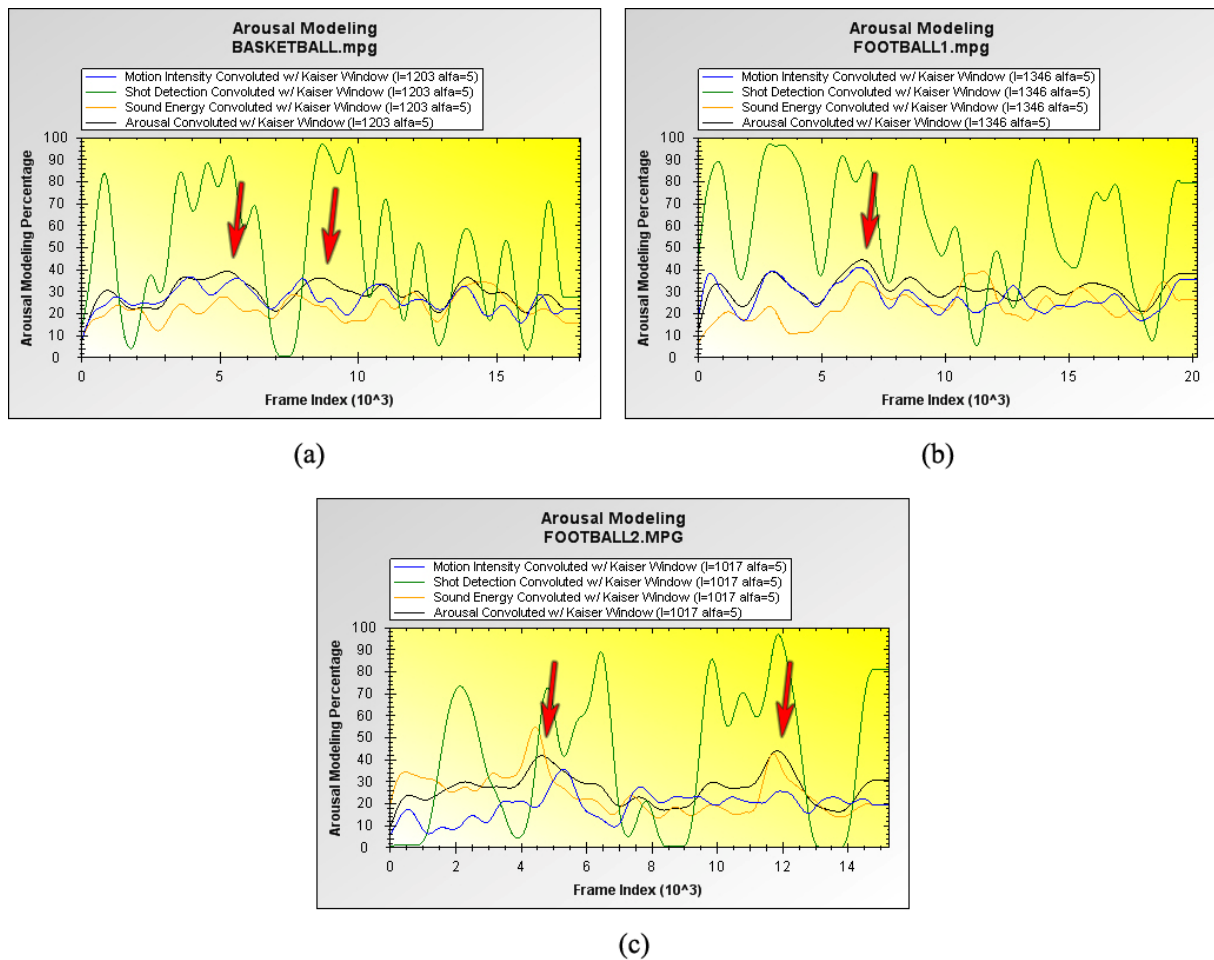 Arousal Modeling
BASKETBALL.mpg
Motion Intensity Convoluted w/ Kaiser Window (l=1203 alfa=5)
Shot Detection Convoluted w/ Kaiser Window (l=1203 alfa=5)
Sound Energy Convoluted w/ Kaiser Window (l=1203 alfa=5)
Arousal Convoluted w/ Kaiser Window (l=1203 alfa=5)
Arousal Modeling Percentage
100
90
80
70
60
50
40
30
20
10
0
0 5 10 15
Frame Index (10^3)
(a)
Arousal Modeling
FOOTBALL1.mpg
Motion Intensity Convoluted w/ Kaiser Window (l=1346 alfa=5)
Shot Detection Convoluted w/ Kaiser Window (l=1346 alfa=5)
Sound Energy Convoluted w/ Kaiser Window (l=1346 alfa=5)
Arousal Convoluted w/ Kaiser Window (l=1346 alfa=5)
Arousal Modeling Percentage
100
90
80
70
60
50
40
30
20
10
0
0 5 10 15 20
Frame Index (10^3)
(b)
Arousal Modeling
FOOTBALL2.MPG
Motion Intensity Convoluted w/ Kaiser Window (l=1017 alfa=5)
Shot Detection Convoluted w/ Kaiser Window (l=1017 alfa=5)
Sound Energy Convoluted w/ Kaiser Window (l=1017 alfa=5)
Arousal Convoluted w/ Kaiser Window (l=1017 alfa=5)
Arousal Modeling Percentage
100
90
80
70
60
50
40
30
20
10
0
0 2 4 6 8 10 12 14
Frame Index (10^3)
(c)